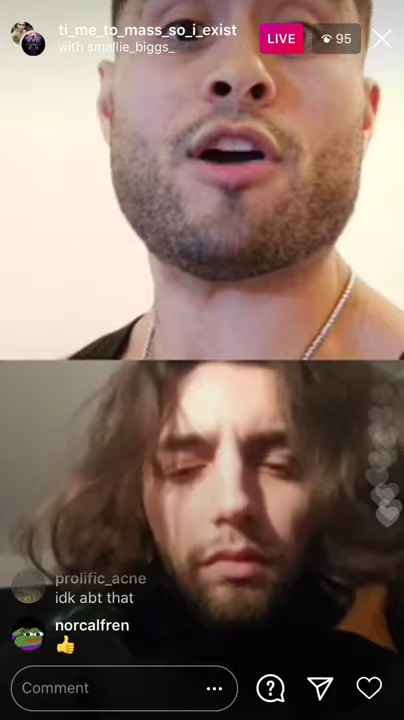 ti_me_to_mass_so_i_exist
LIVE
95
with smallie_biggs_
prolific_acne
idk abt that
norcalfren
👍
Comment